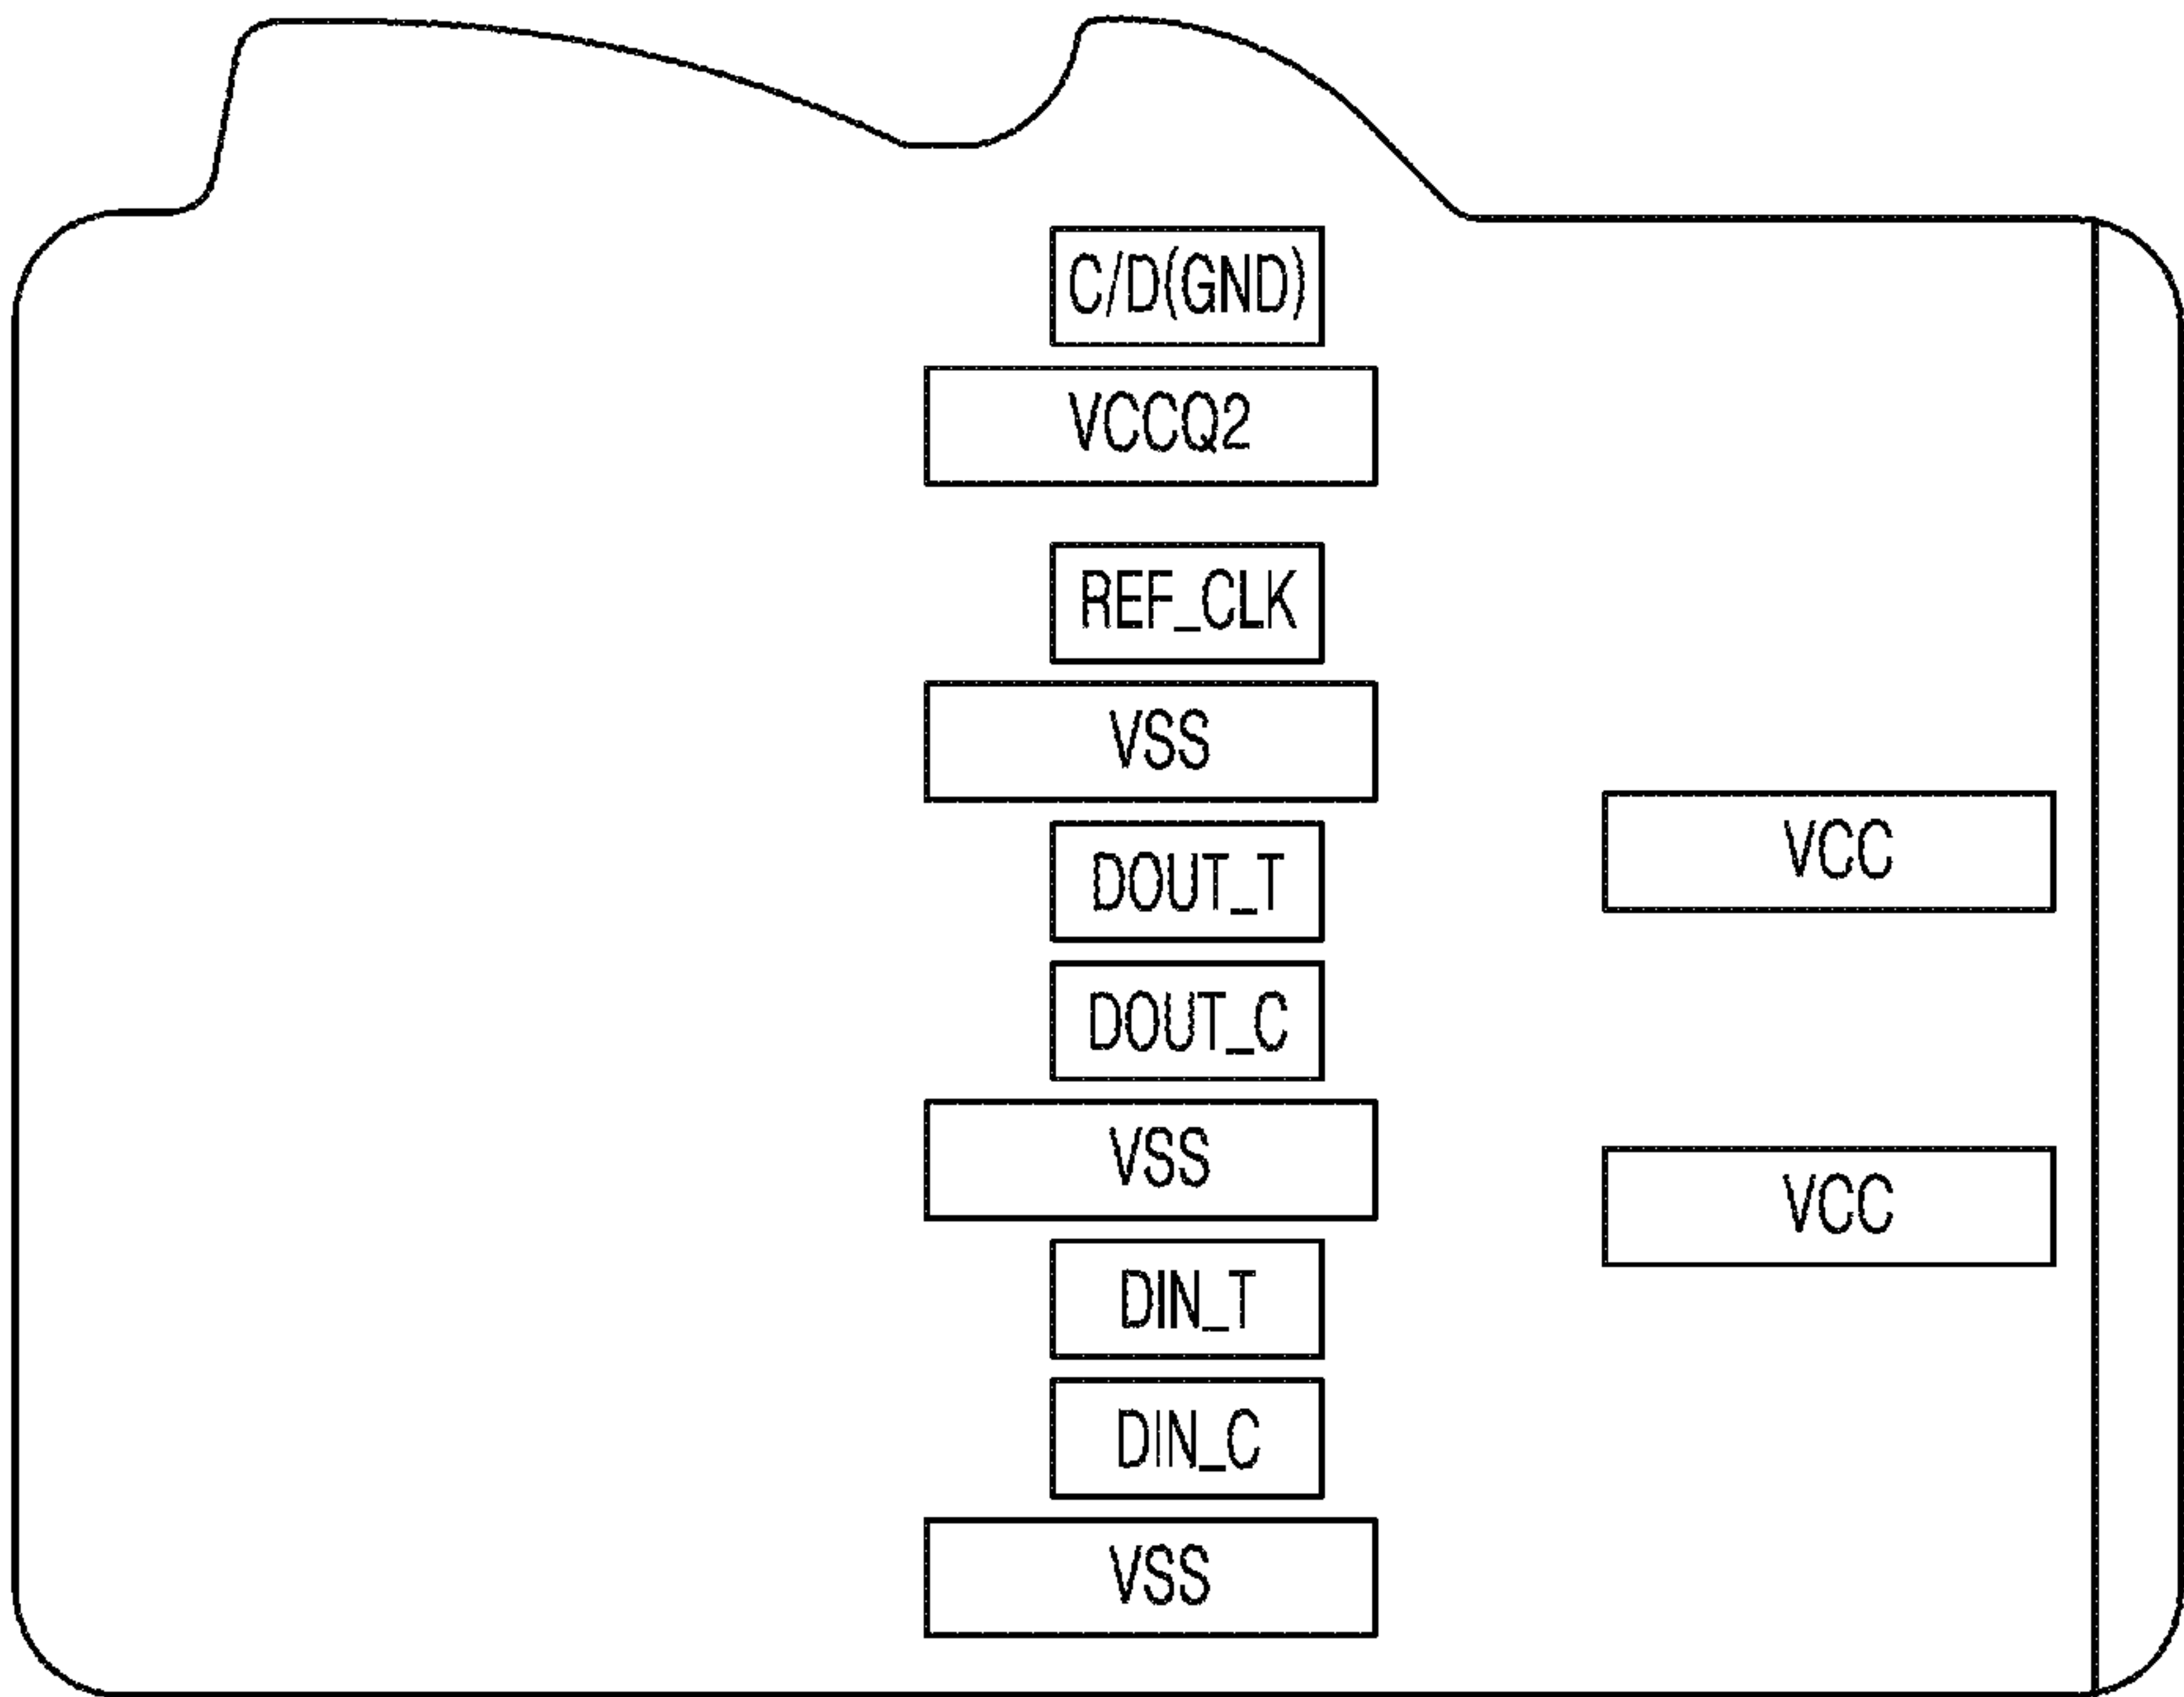 C/D(GND)
VCCQ2
REF_CLK
VSS
DOUT_T
VCC
DOUT_C
VSS
VCC
DIN_T
DIN_C
VSS